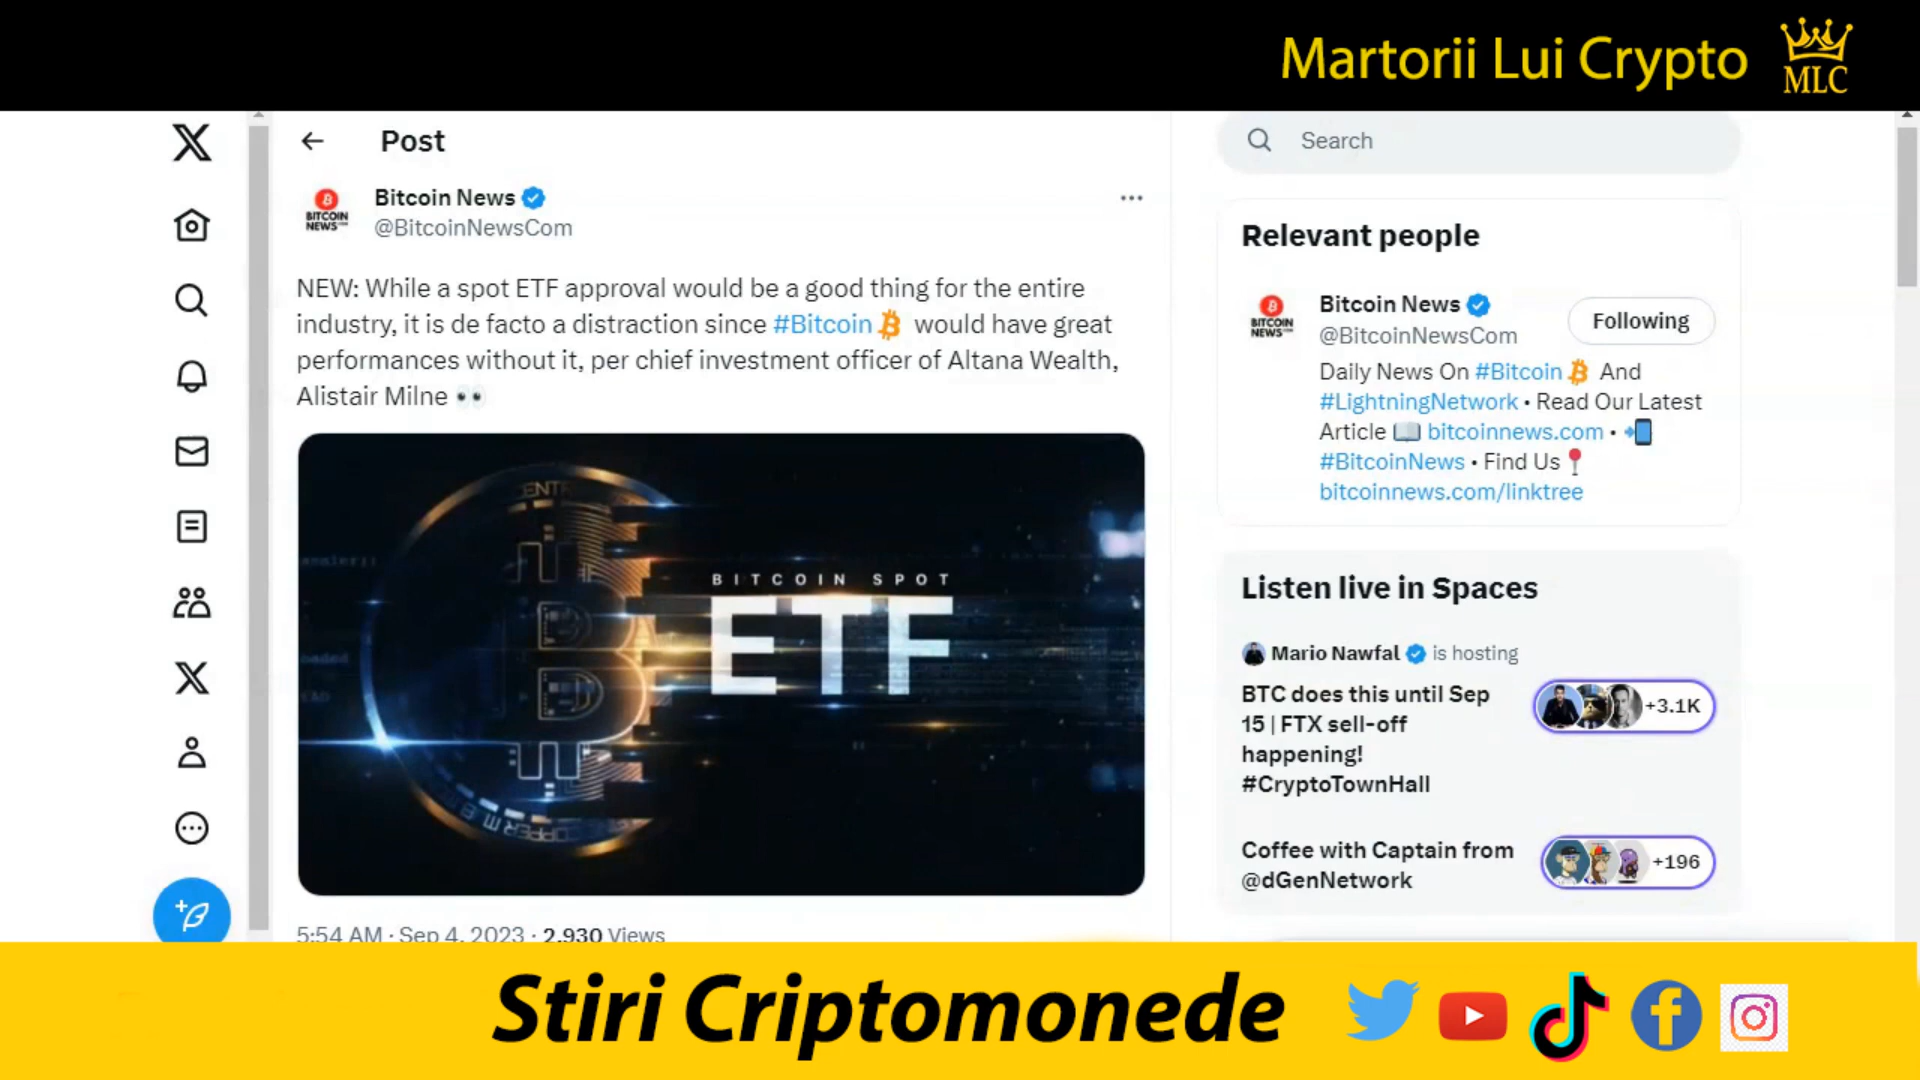 Martorii Lui Crypto
MLC
Post
Search
Bitcoin News
@BitcoinNewsCom
NEW: While a spot ETF approval would be a good thing for the entire
industry, it is de facto a distraction since #Bitcoin would have great
performances without it, per chief investment officer of Altana Wealth,
Alistair Milne 👀
BITCOIN
NEWS
BITCOIN SPOT
ETF
5:54 AM · Sep 4, 2023 · 2,930 Views
Relevant people
Bitcoin News
@BitcoinNewsCom
Following
BITCOIN
NEWS
Daily News On #Bitcoin And
#LightningNetwork • Read Our Latest
Article 📖 bitcoinnews.com • 📲
#BitcoinNews • Find Us📍
bitcoinnews.com/linktree
Listen live in Spaces
Mario Nawfal is hosting
BTC does this until Sep
15 | FTX sell-off
happening!
#CryptoTownHall
+3.1K
Coffee with Captain from
@dGenNetwork
+196
Stiri Criptomonede